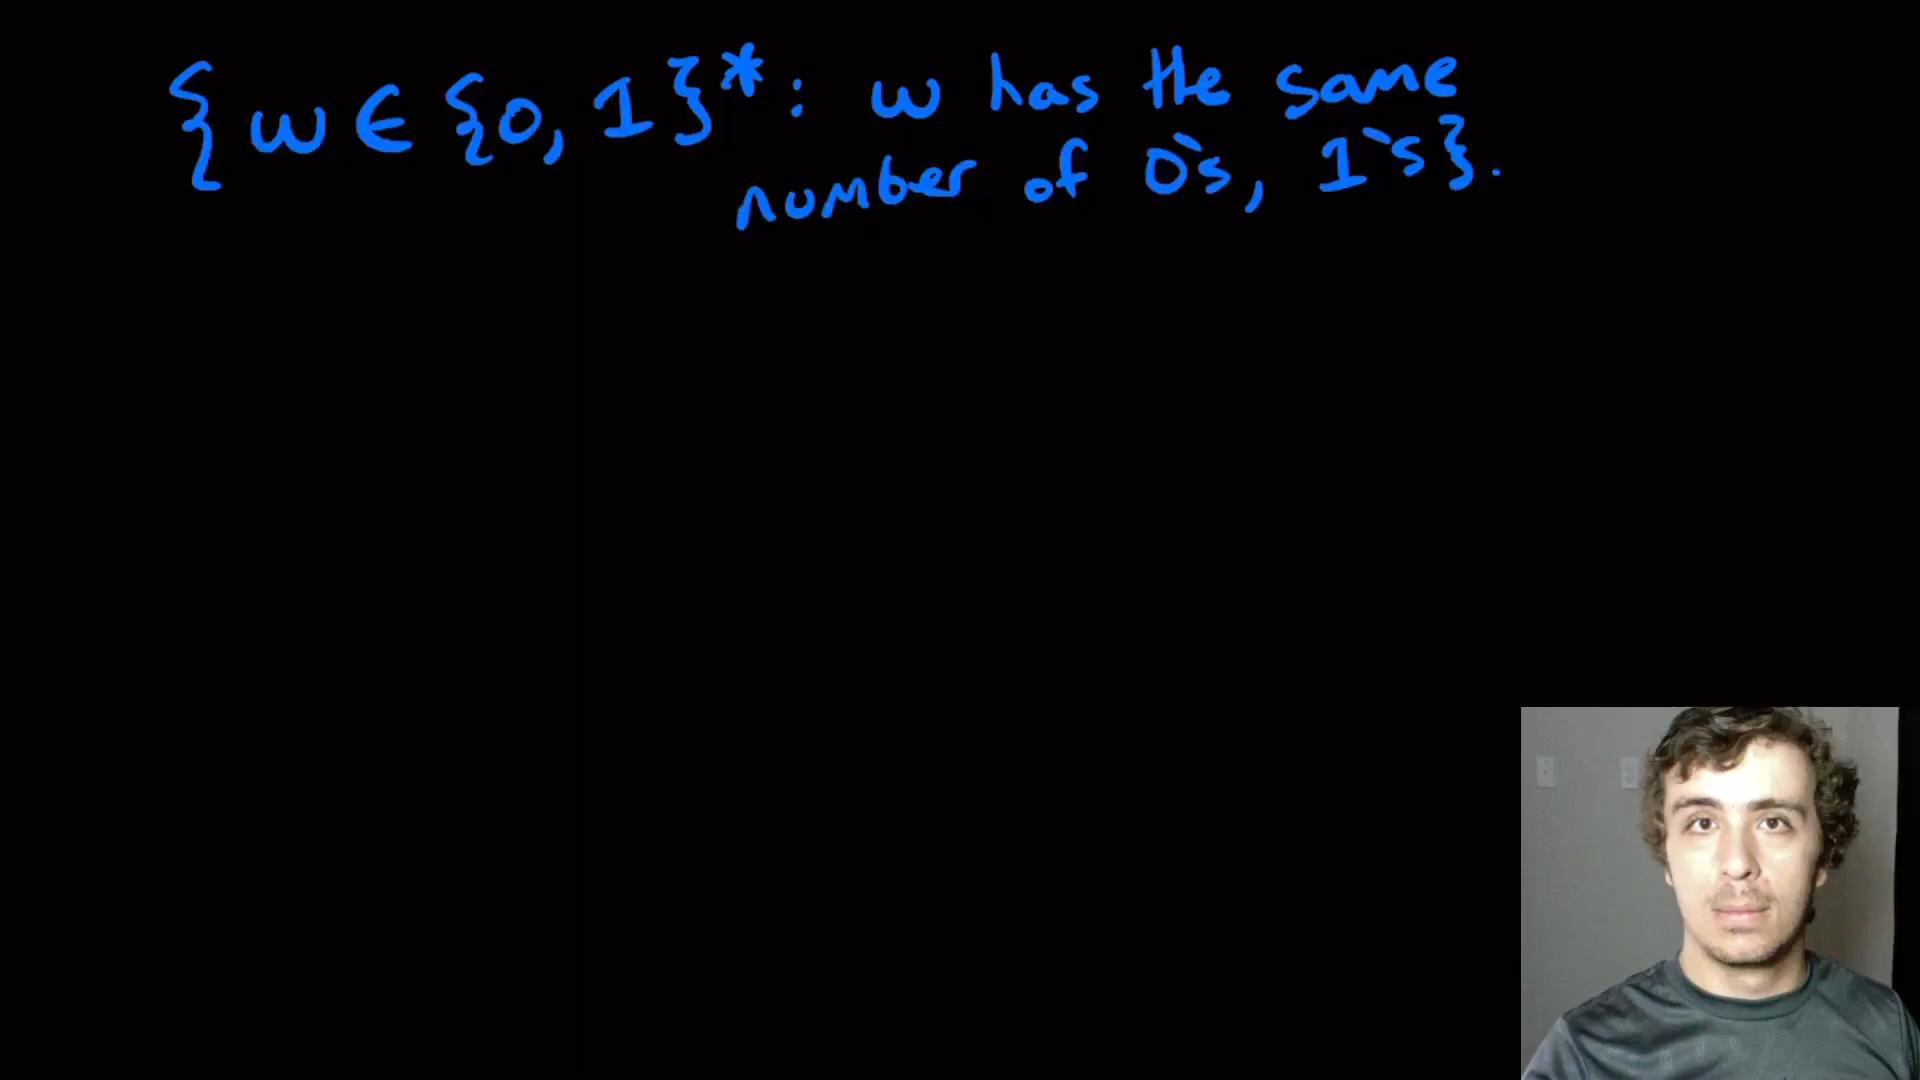 {w ∈ {0, 1}*: w has the same
number of 0`s, 1`s}.